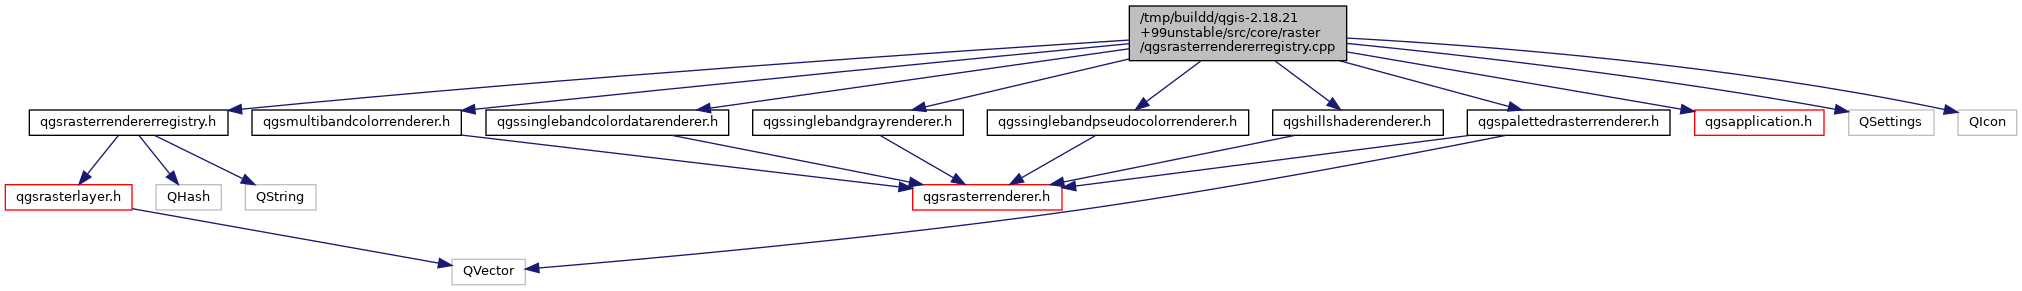 /tmp/buildd/qgis-2.18.21
+99unstable/src/core/raster
/qgsrasterrendererregistry.cpp
qgsrasterrendererregistry.h
qgsmultibandcolorrenderer.h
qgssinglebandcolordatarenderer.h
qgssinglebandgrayrenderer.h
qgssinglebandpseudocolorrenderer.h
qgshillshaderenderer.h
qgspalettedrasterrenderer.h
qgsapplication.h
QSettings
QIcon
qgsrasterlayer.h
QHash
QString
qgsrasterrenderer.h
QVector